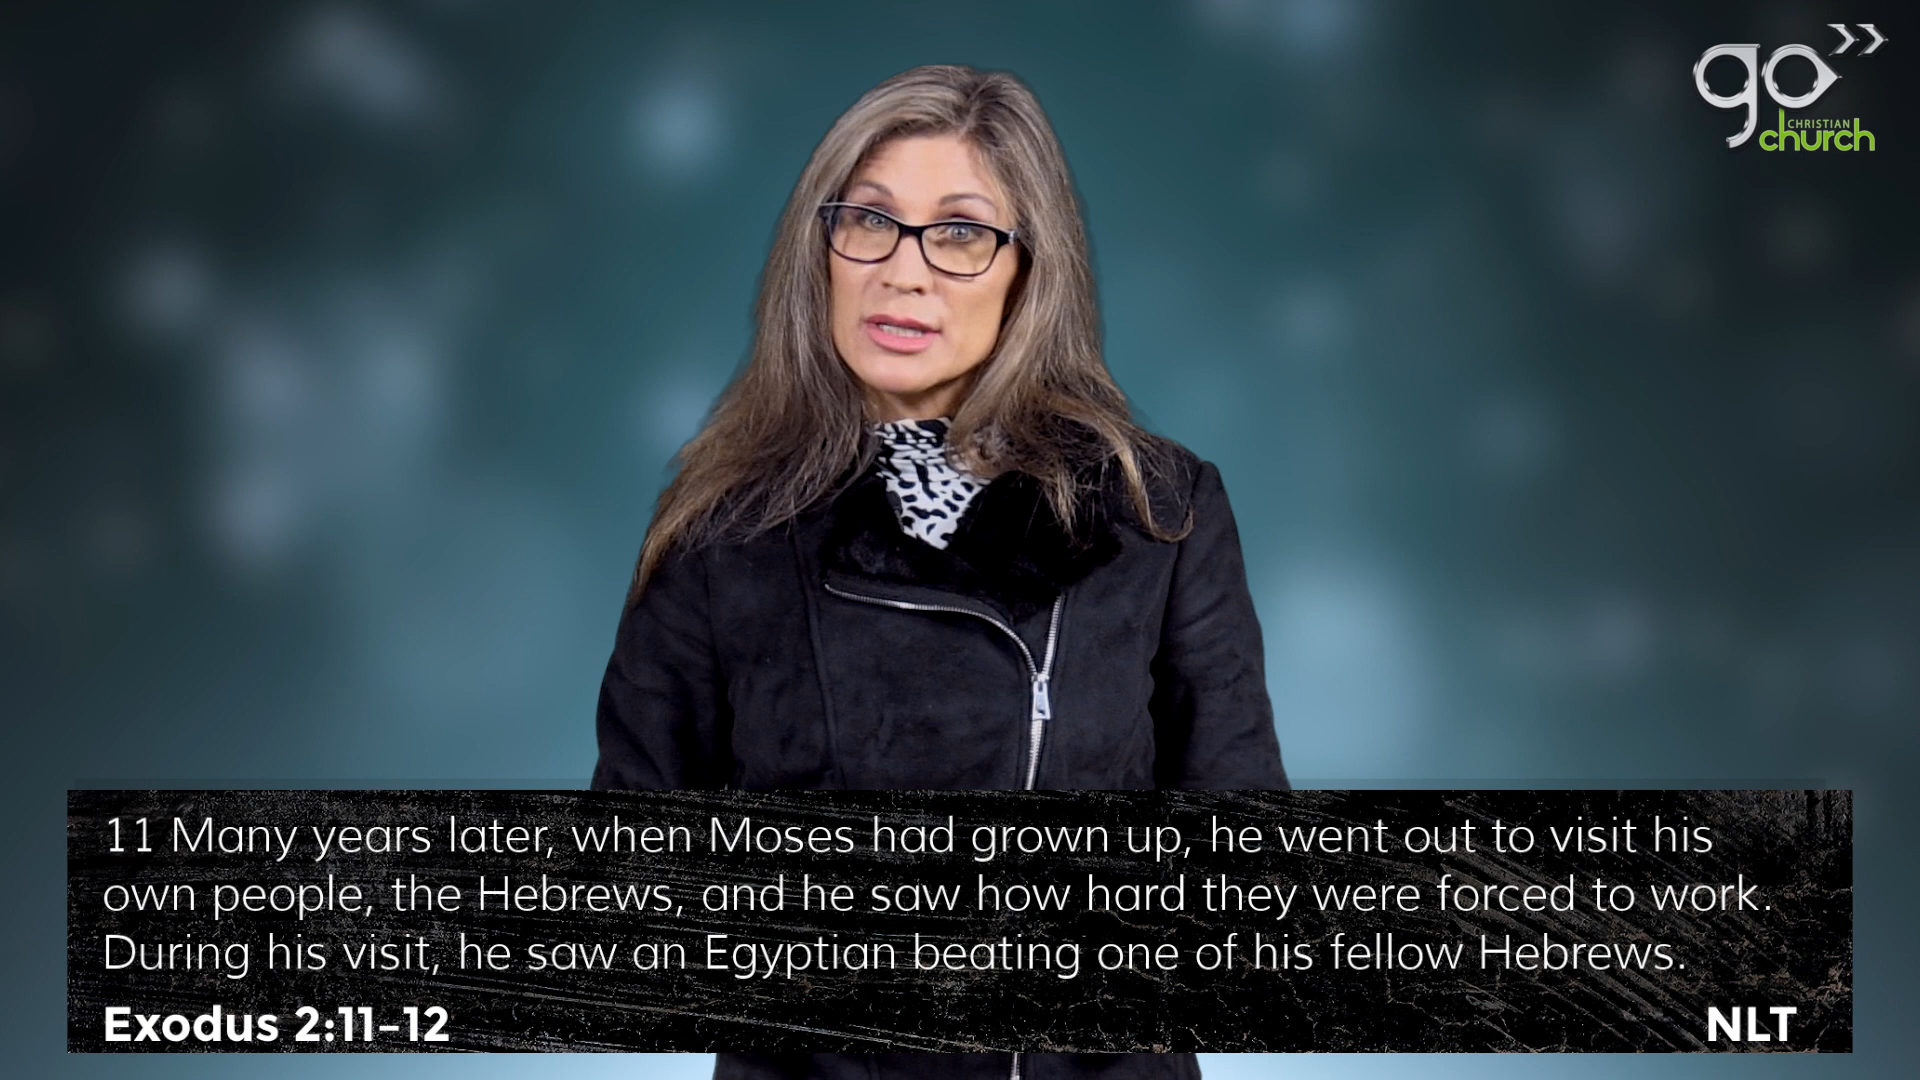 go
CHRISTIAN
church
11 Many years later, when Moses had grown up, he went out to visit his
own people, the Hebrews, and he saw how hard they were forced to work.
During his visit, he saw an Egyptian beating one of his fellow Hebrews.
Exodus 2:11-12 NLT